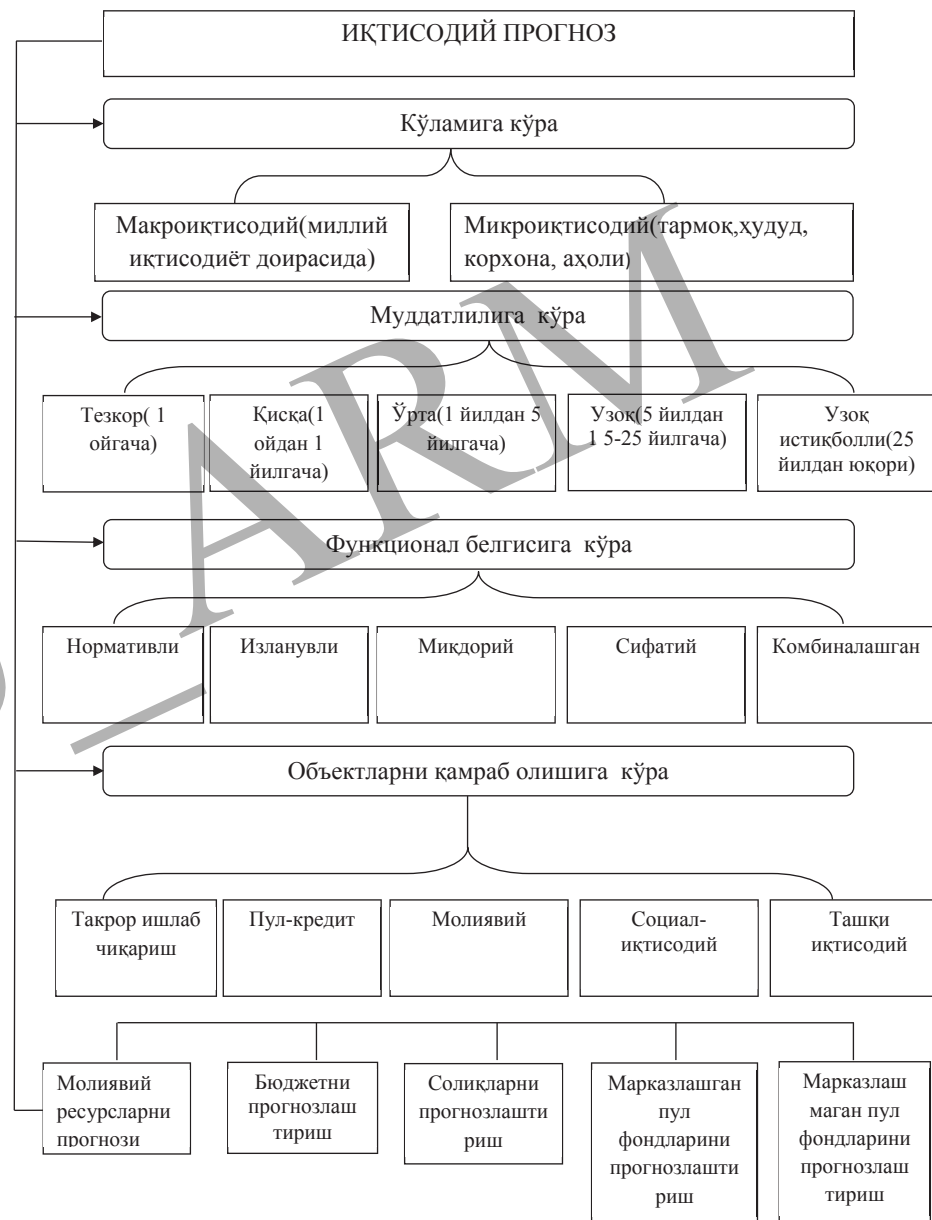 ИҚТИСОДИЙ ПРОГНОЗ
Кўламига кўра
Макроиқтисодий(миллий
иқтисодиёт доирасида)
Микроиқтисодий(тармоқ,ҳудуд,
корхона, аҳоли)
Муддатлилига кўра
Тезкор( 1
ойгача)
Қисқа(1
ойдан 1
йилгача)
Ўрта(1 йилдан 5
йилгача)
Узоқ(5 йилдан
1 5-25 йилгача)
Узоқ
истиқболли(25
йилдан юқори)
Функционал белгисига кўра
Нормативли
Изланувли
Миқдорий
Сифатий
Комбиналашган
Объектларни қамраб олишига кўра
Такрор ишлаб
чиқариш
Пул-кредит
Молиявий
Социал-
иқтисодий
Ташқи
иқтисодий
Молиявий
ресурсларни
прогнози
Бюджетни
прогнозлаш
тириш
Солиқларни
прогнозлашти
риш
Марказлашган
пул
фондларини
прогнозлашти
риш
Марказлаш
маган пул
фондларини
прогнозлаш
тириш
_ARM